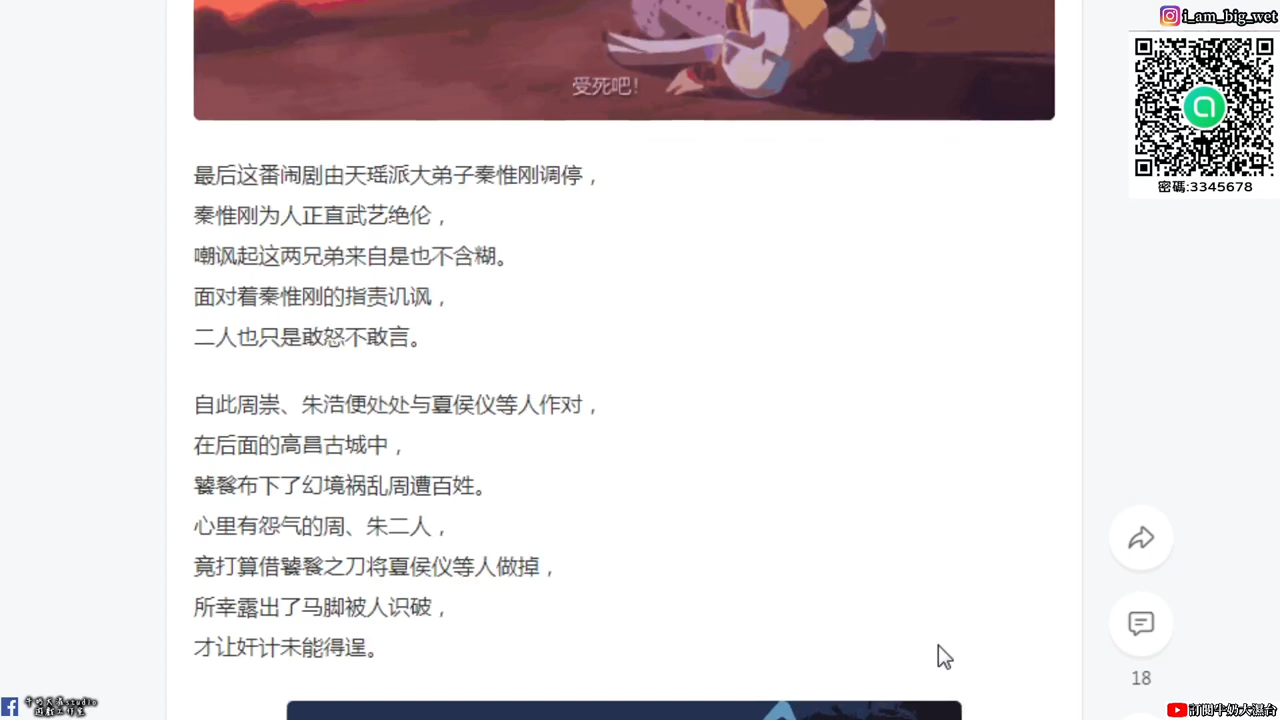 i_am_big_wet
受死吧！
密碼:3345678
最后这番闹剧由天瑶派大弟子秦惟刚调停，
秦惟刚为人正直武艺绝伦，
嘲讽起这两兄弟来自是也不含糊。
面对着秦惟刚的指责讥讽，
二人也只是敢怒不敢言。
自此周崇、朱浩便处处与夏侯仪等人作对，
在后面的高昌古城中，
饕餮布下了幻境祸乱周遭百姓。
心里有怨气的周、朱二人，
竟打算借饕餮之刀将夏侯仪等人做掉，
所幸露出了马脚被人识破，
才让奸计未能得逞。
18
訂閱牛奶大濕台